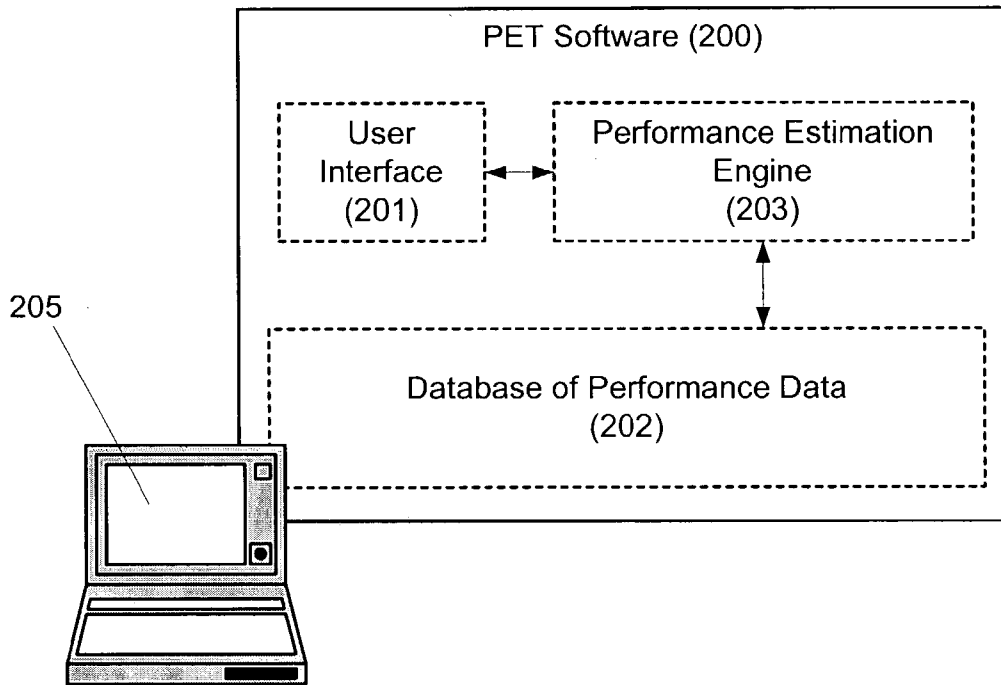 PET Software (200)
User
Interface
(201)
Performance Estimation
Engine
(203)
205
Database of Performance Data
(202)